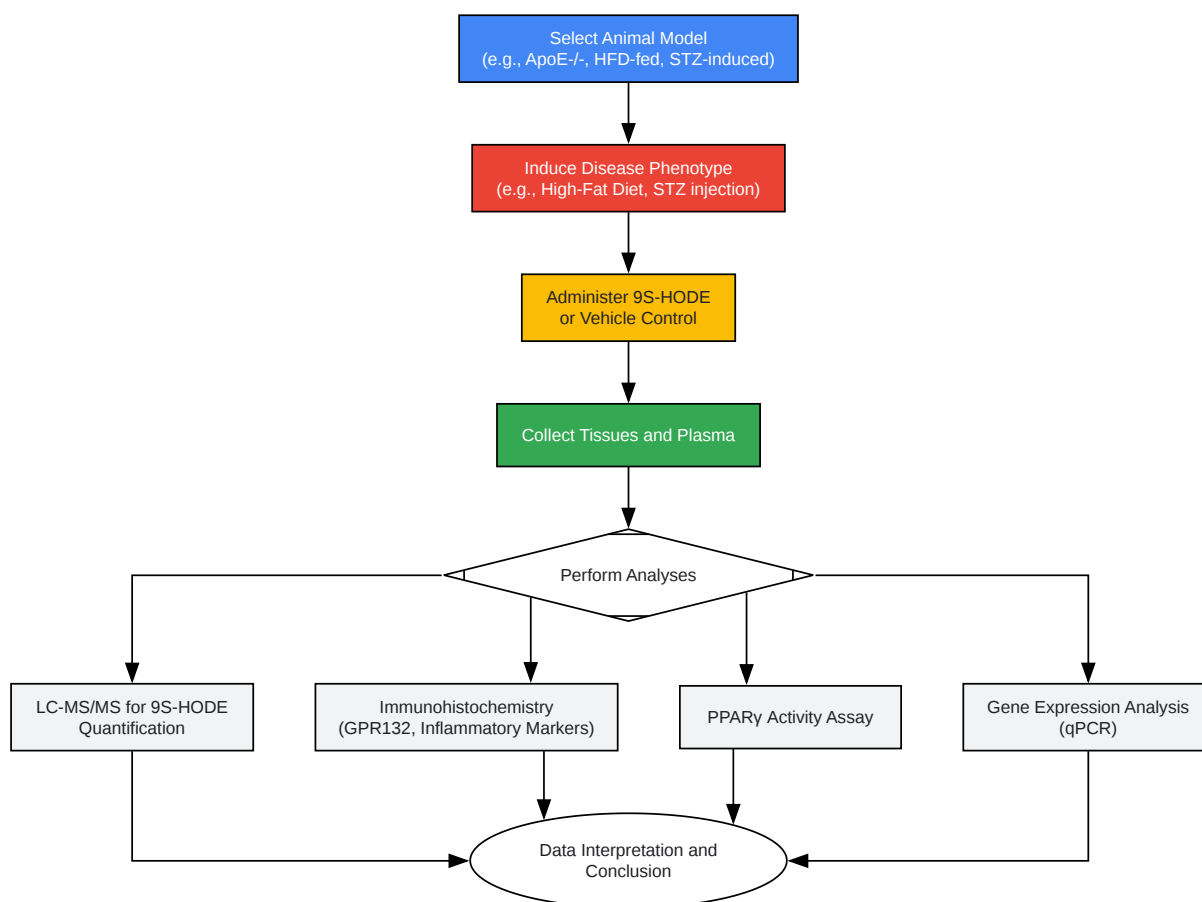 Select Animal Model
(e.g., ApoE-/-, HFD-fed, STZ-induced)
Induce Disease Phenotype
(e.g., High-Fat Diet, STZ injection)
Administer 9S-HODE
or Vehicle Control
Collect Tissues and Plasma
Perform Analyses
LC-MS/MS for 9S-HODE
Quantification
Immunohistochemistry
(GPR132, Inflammatory Markers)
PPARγ Activity Assay
Gene Expression Analysis
(qPCR)
Data Interpretation and
Conclusion